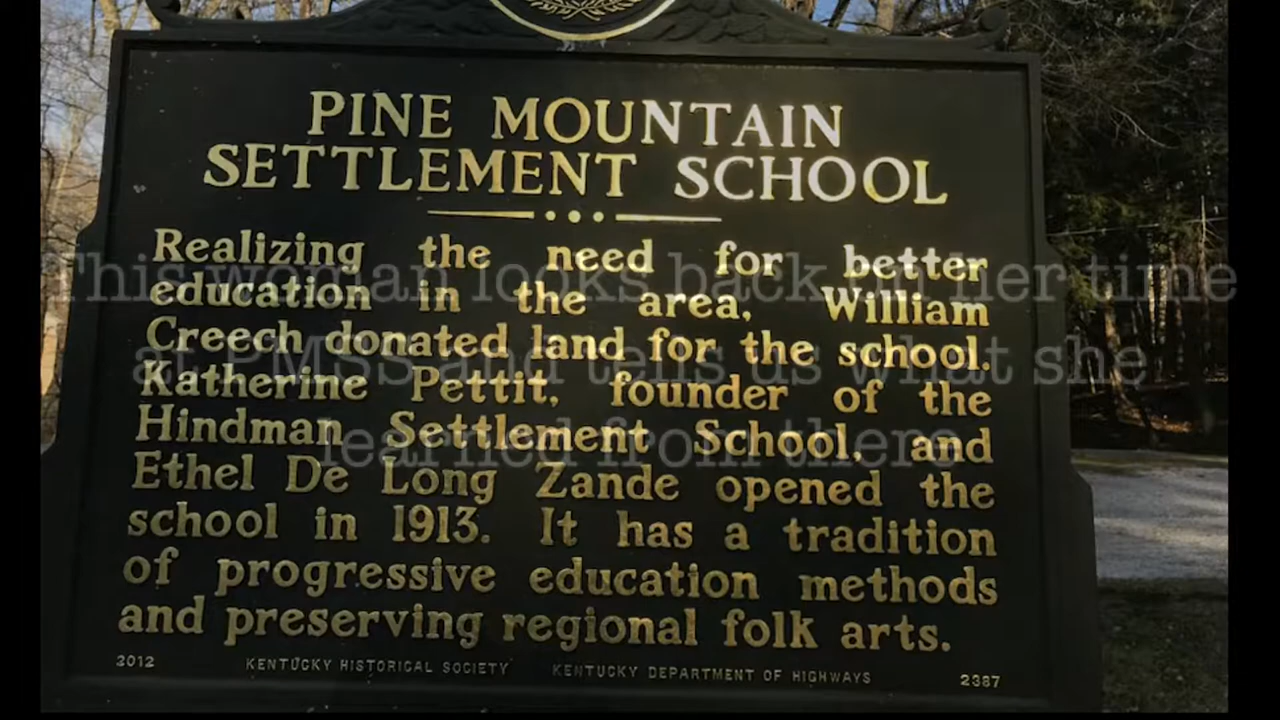 PINE MOUNTAIN
SETTLEMENT SCHOOL
Realizing the need for better
education in the area, William
Creech donated land for the school.
Katherine Pettit, founder of the
Hindman Settlement School, and
Ethel De Long Zande opened the
school in 1913. It has a tradition
of progressive education methods
and preserving regional folk arts.
2012 KENTUCKY HISTORICAL SOCIETY KENTUCKY DEPARTMENT OF HIGHWAYS 2387
This woman looks back on her time
at PMSS and tells us what she
learned from there